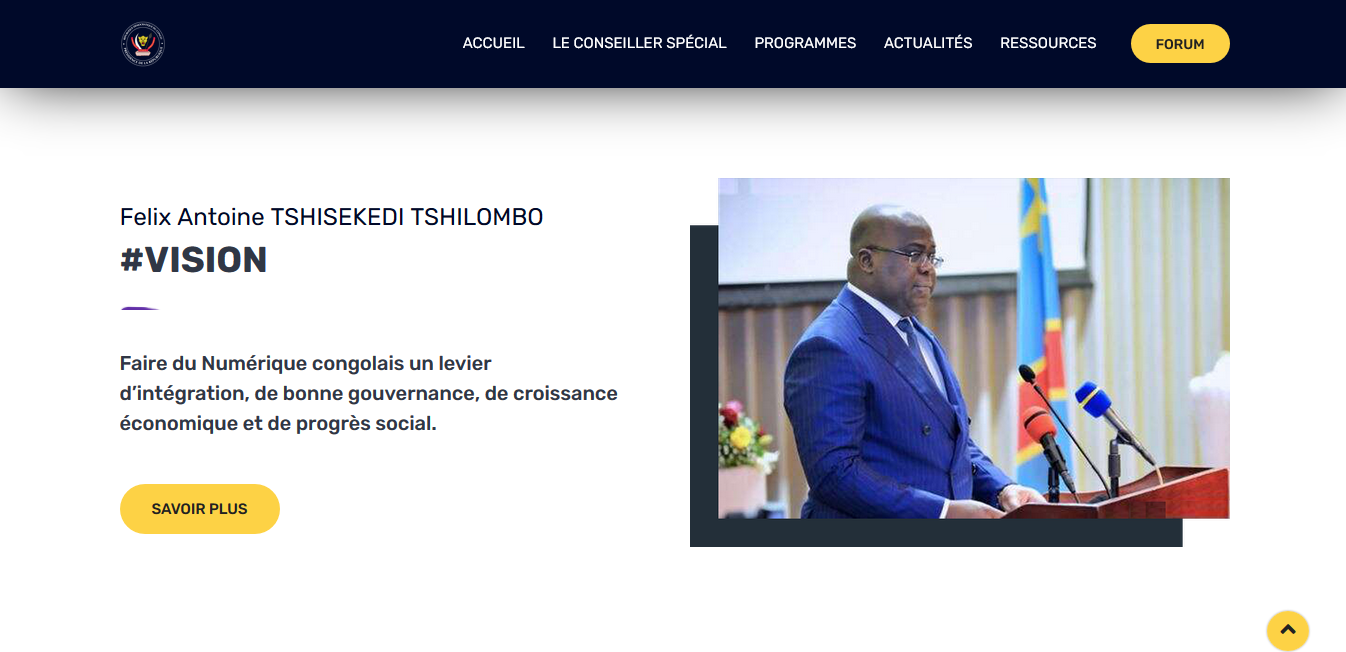 ACCUEIL
LE CONSEILLER SPÉCIAL
PROGRAMMES
ACTUALITÉS
RESSOURCES
FORUM
Felix Antoine TSHISEKEDI TSHILOMBO
#VISION
Faire du Numérique congolais un levier
d’intégration, de bonne gouvernance, de croissance
économique et de progrès social.
SAVOIR PLUS